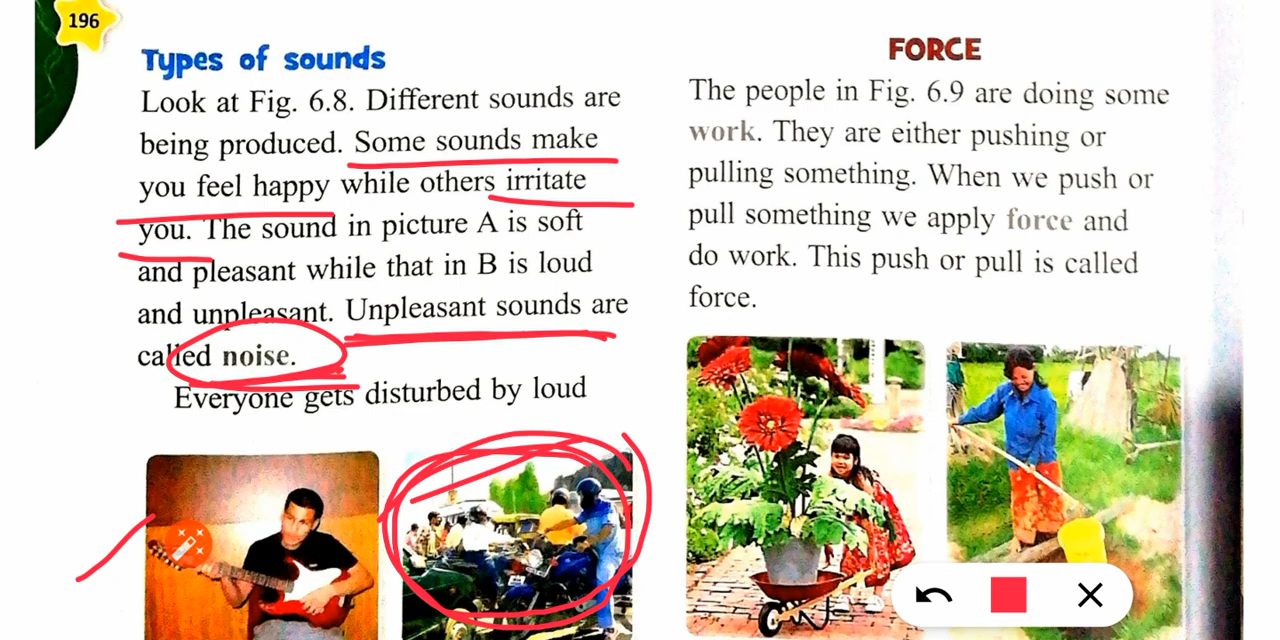 196
Types of sounds
Look at Fig. 6.8. Different sounds are
being produced. Some sounds make
you feel happy while others irritate
you. The sound in picture A is soft
and pleasant while that in B is loud
and unpleasant. Unpleasant sounds are
called noise.
Everyone gets disturbed by loud
FORCE
The people in Fig. 6.9 are doing some
work. They are either pushing or
pulling something. When we push or
pull something we apply force and
do work. This push or pull is called
force.